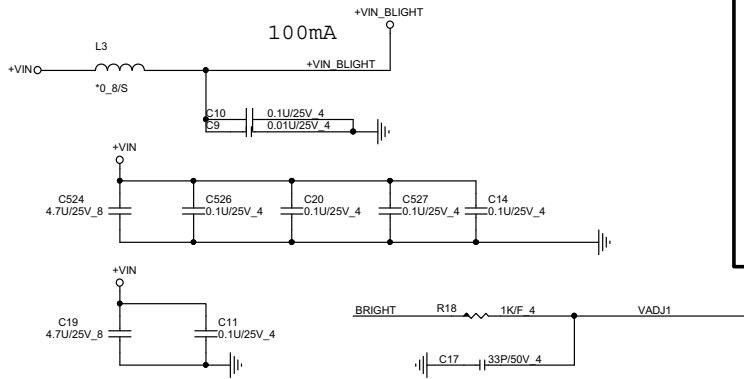 +VIN_BLIGHT
100mA
L3
+VIN
+VIN_BLIGHT
*0_8/S
C10 0.1U/25V_4
C9 0.01U/25V_4
+VIN
C524 C526 C20 C527 C14
4.7U/25V_8 0.1U/25V_4 0.1U/25V_4 0.1U/25V_4 0.1U/25V_4
+VIN
BRIGHT R18 1K/F_4 VADJ1
C19 C11
4.7U/25V_8 0.1U/25V_4
C17 33P/50V_4